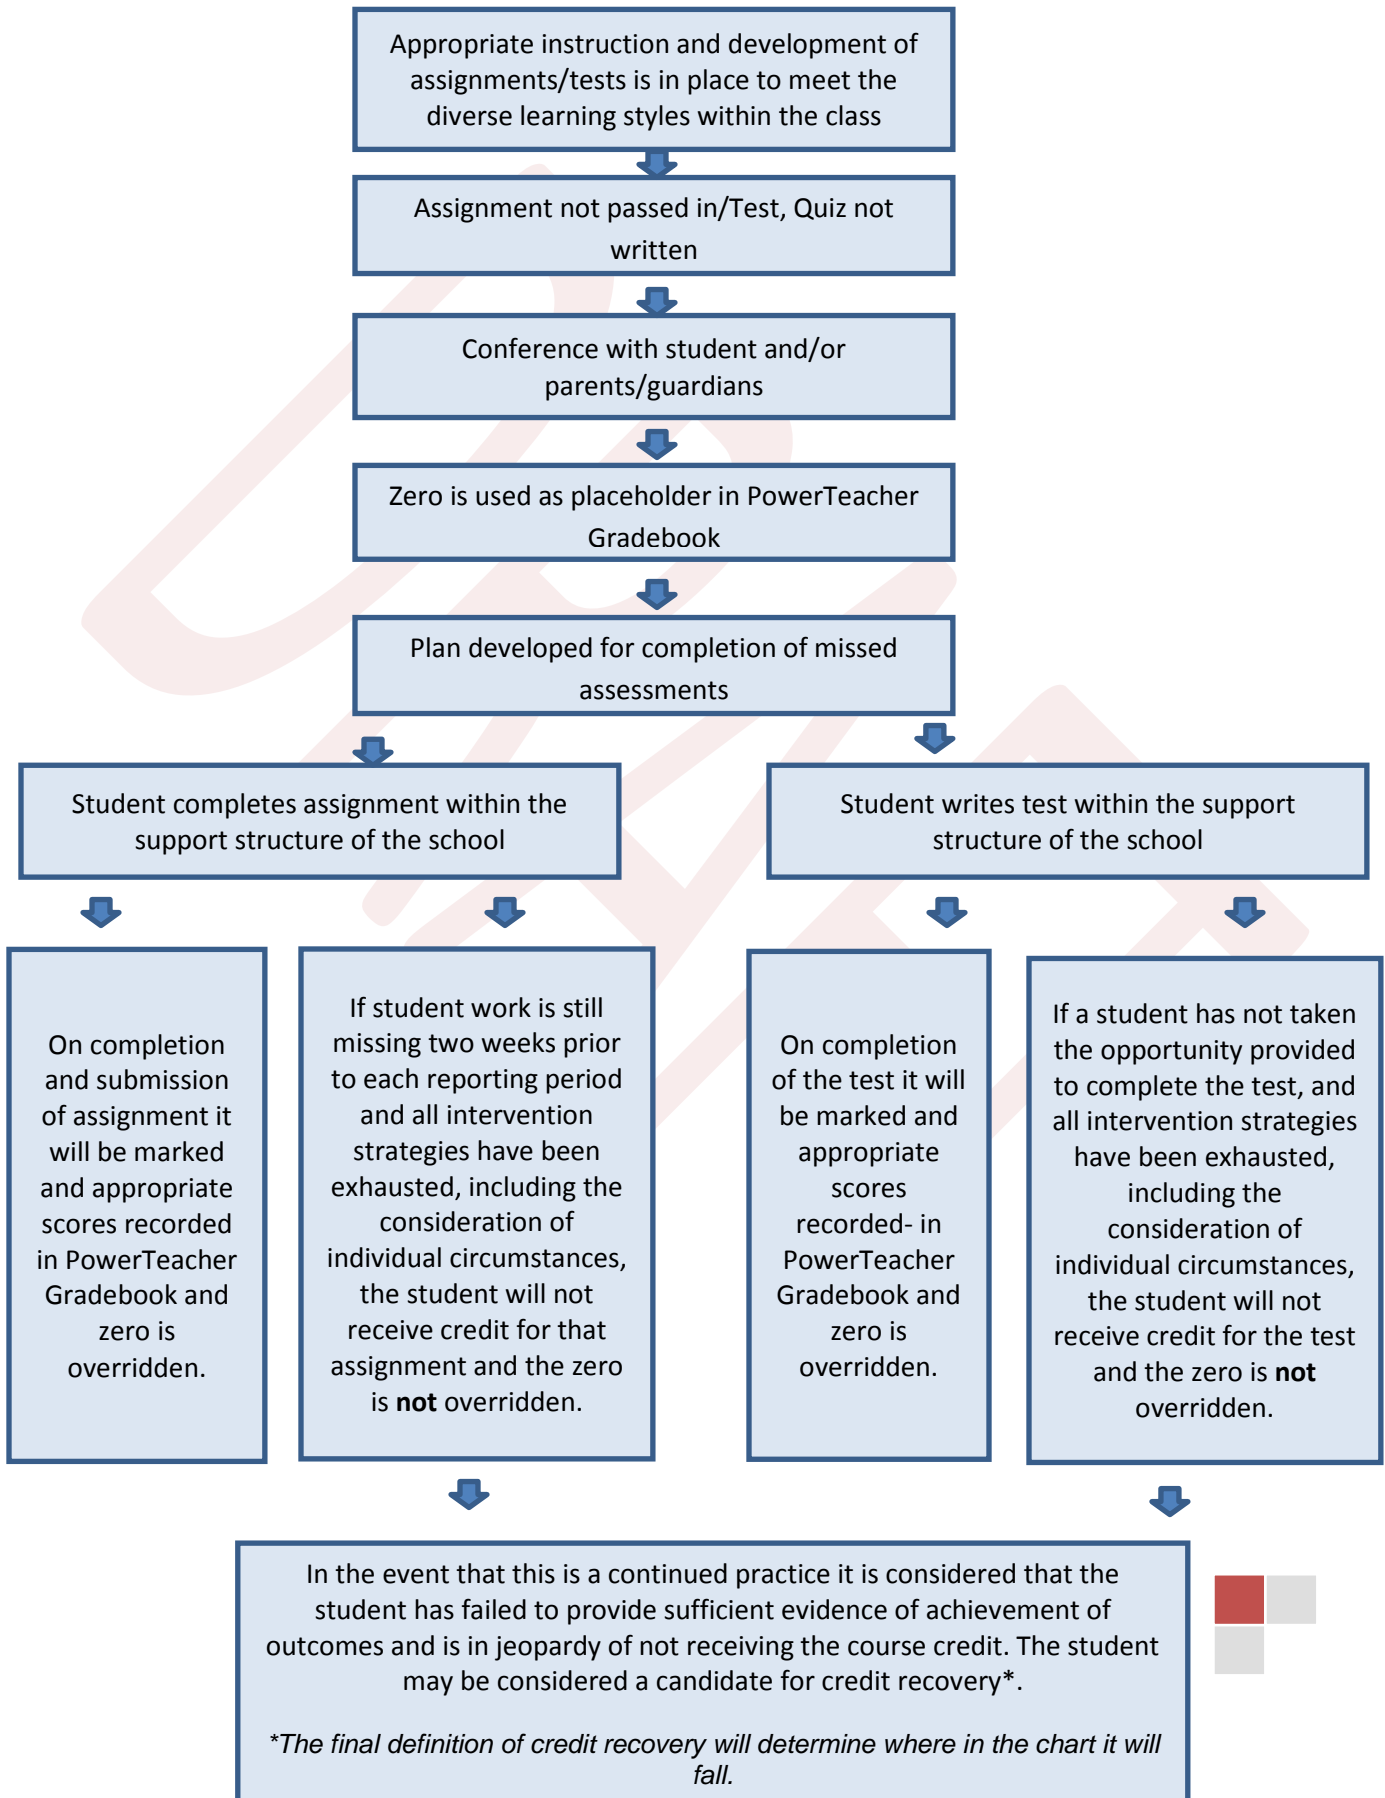 Appropriate instruction and development of
assignments/tests is in place to meet the
diverse learning styles within the class
Assignment not passed in/Test, Quiz not
written
Conference with student and/or
parents/guardians
Zero is used as placeholder in PowerTeacher
Gradebook
Plan developed for completion of missed
assessments
Student completes assignment within the
support structure of the school
Student writes test within the support
structure of the school
On completion
and submission
of assignment it
will be marked
and appropriate
scores recorded
in PowerTeacher
Gradebook and
zero is
overridden.
If student work is still
missing two weeks prior
to each reporting period
and all intervention
strategies have been
exhausted, including the
consideration of
individual circumstances,
the student will not
receive credit for that
assignment and the zero
is not overridden.
On completion
of the test it will
be marked and
appropriate
scores
recorded- in
PowerTeacher
Gradebook and
zero is
overridden.
If a student has not taken
the opportunity provided
to complete the test, and
all intervention strategies
have been exhausted,
including the
consideration of
individual circumstances,
the student will not
receive credit for the test
and the zero is not
overridden.
In the event that this is a continued practice it is considered that the
student has failed to provide sufficient evidence of achievement of
outcomes and is in jeopardy of not receiving the course credit. The student
may be considered a candidate for credit recovery*.
*The final definition of credit recovery will determine where in the chart it will
fall.
DRAFT